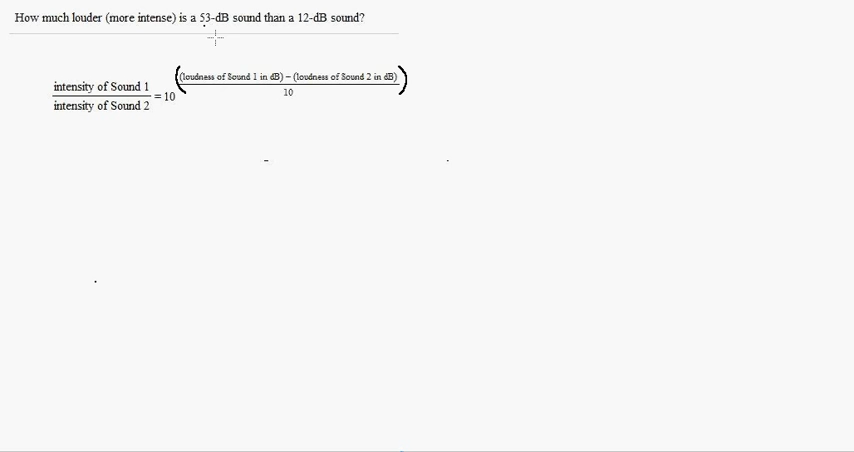 How much louder (more intense) is a 53-dB sound than a 12-dB sound?
intensity of Sound 1 / intensity of Sound 2 = 10^((loudness of Sound 1 in dB) − (loudness of Sound 2 in dB) / 10)